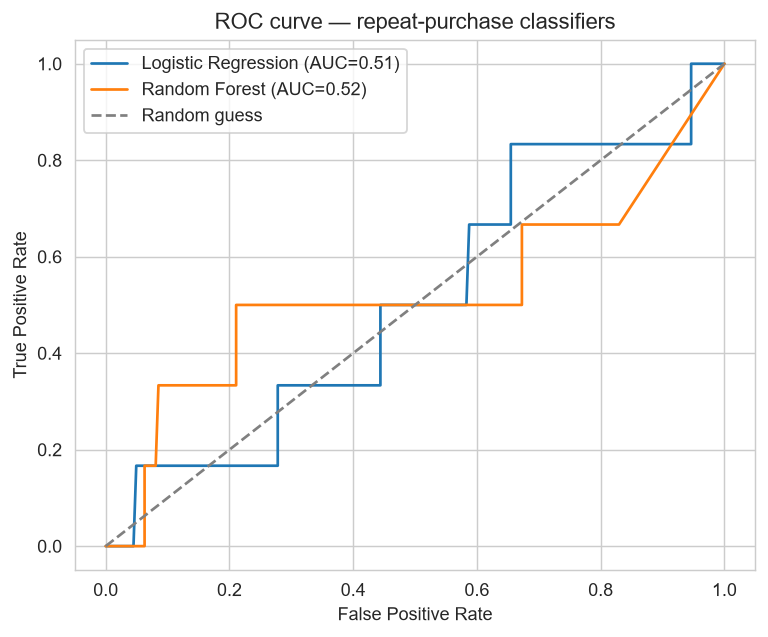 ROC curve — repeat-purchase classifiers
Logistic Regression (AUC=0.51)
Random Forest (AUC=0.52)
Random guess
True Positive Rate
1.0
0.8
0.6
0.4
0.2
0.0
0.0 0.2 0.4 0.6 0.8 1.0
False Positive Rate